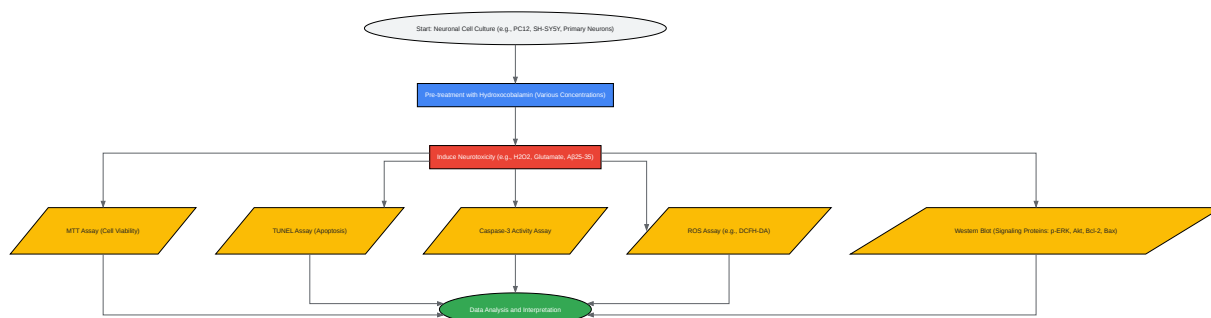 Start: Neuronal Cell Culture (e.g., PC12, SH-SY5Y, Primary Neurons)
Pre-treatment with Hydroxocobalamin (Various Concentrations)
Induce Neurotoxicity (e.g., H2O2, Glutamate, Aβ25-35)
MTT Assay (Cell Viability)
TUNEL Assay (Apoptosis)
Caspase-3 Activity Assay
ROS Assay (e.g., DCFH-DA)
Western Blot (Signaling Proteins: p-ERK, Akt, Bcl-2, Bax)
Data Analysis and Interpretation